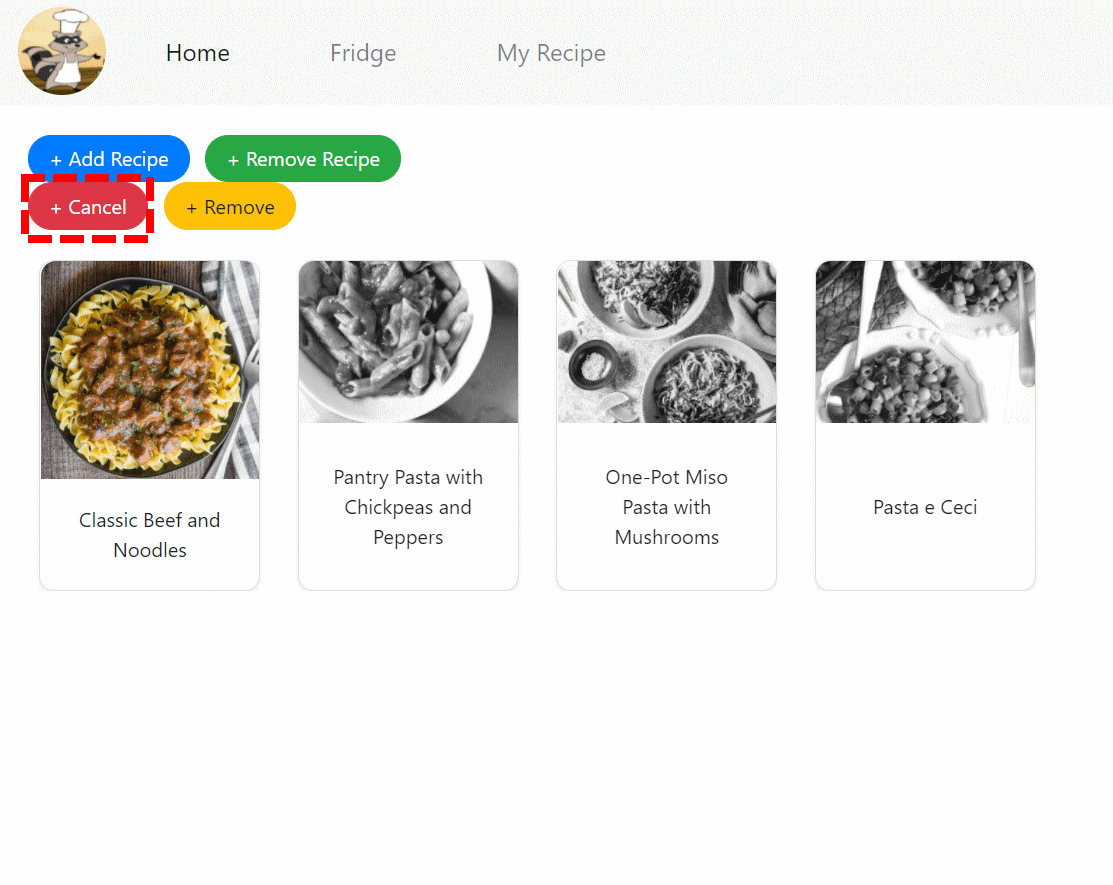 Home
Fridge
My Recipe
+ Add Recipe
+ Remove Recipe
+ Cancel
+ Remove
Classic Beef and
Noodles
Pantry Pasta with
Chickpeas and
Peppers
One-Pot Miso
Pasta with
Mushrooms
Pasta e Ceci